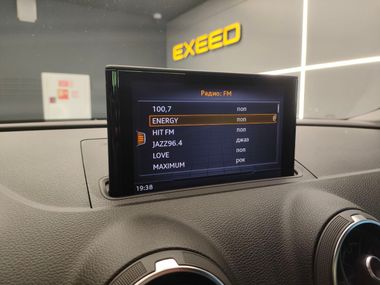 EXEED
Радио: FM
100,7 поп
ENERGY поп
HIT FM поп
JAZZ96.4 джаз
LOVE поп
MAXIMUM рок
19:38